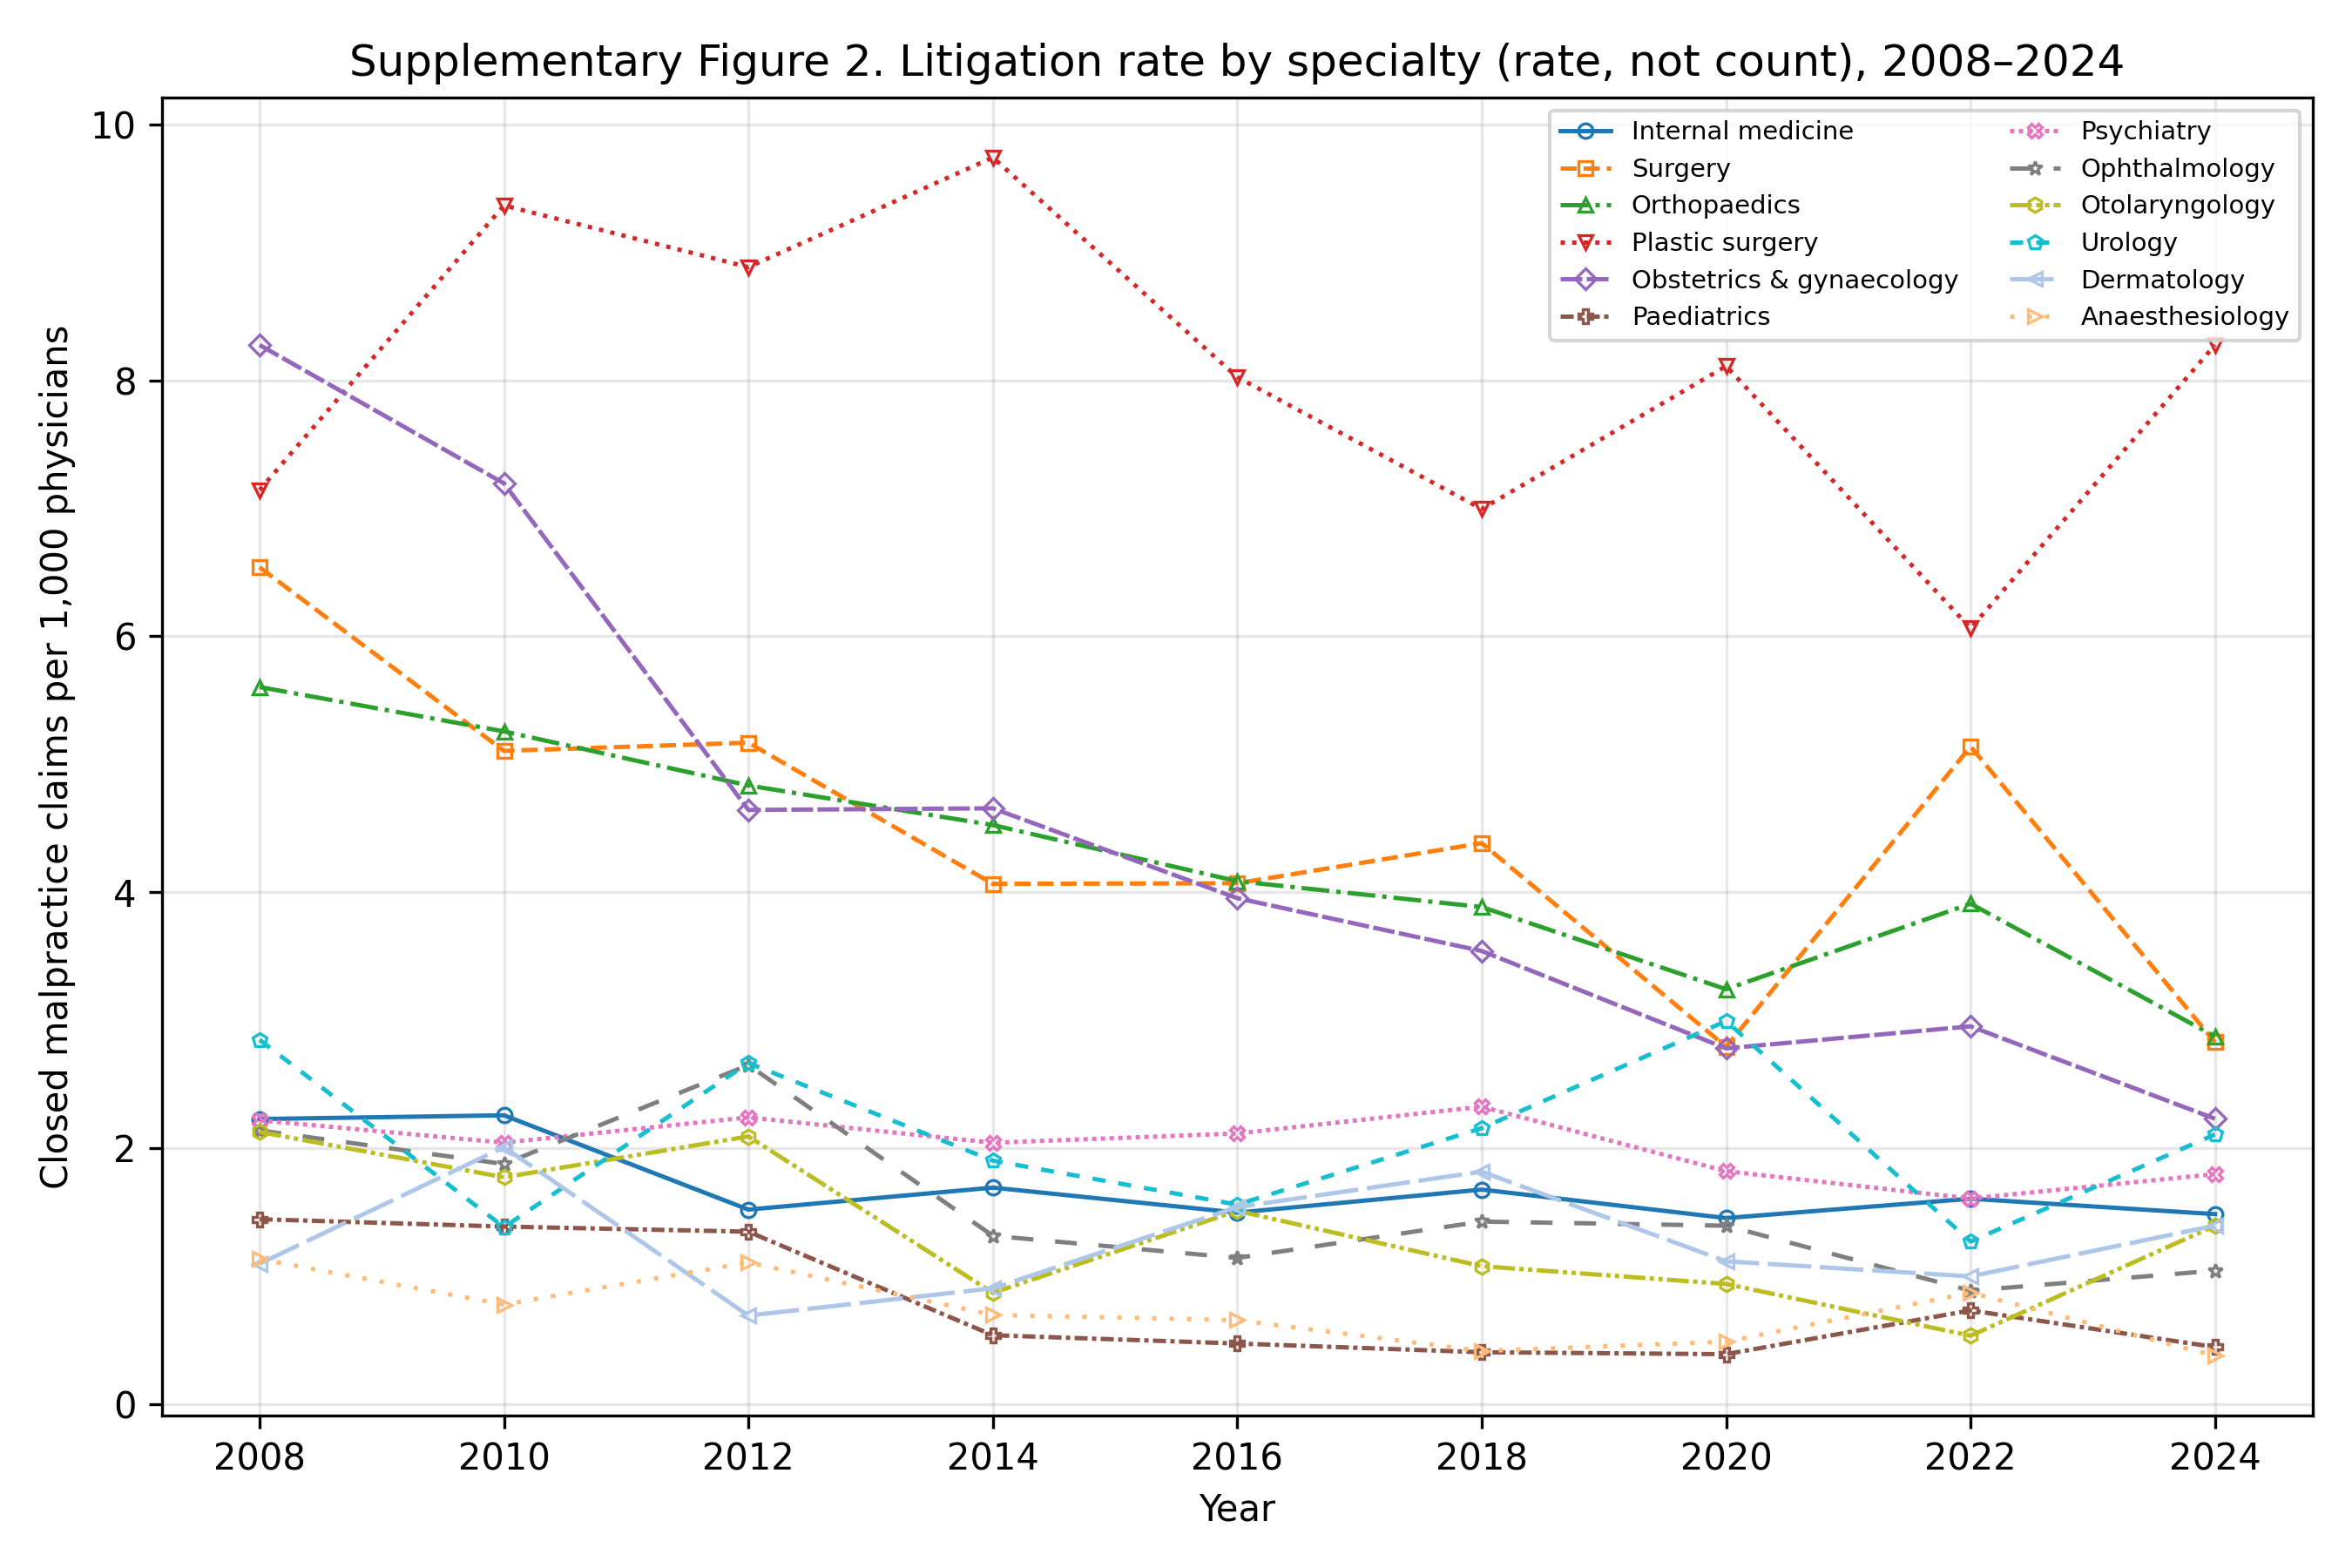 Supplementary Figure 2. Litigation rate by specialty (rate, not count), 2008–2024
Closed malpractice claims per 1,000 physicians
10
8
6
4
2
0
Internal medicine
Surgery
Orthopaedics
Plastic surgery
Obstetrics & gynaecology
Paediatrics
Psychiatry
Ophthalmology
Otolaryngology
Urology
Dermatology
Anaesthesiology
2008 2010 2012 2014 2016 2018 2020 2022 2024
Year